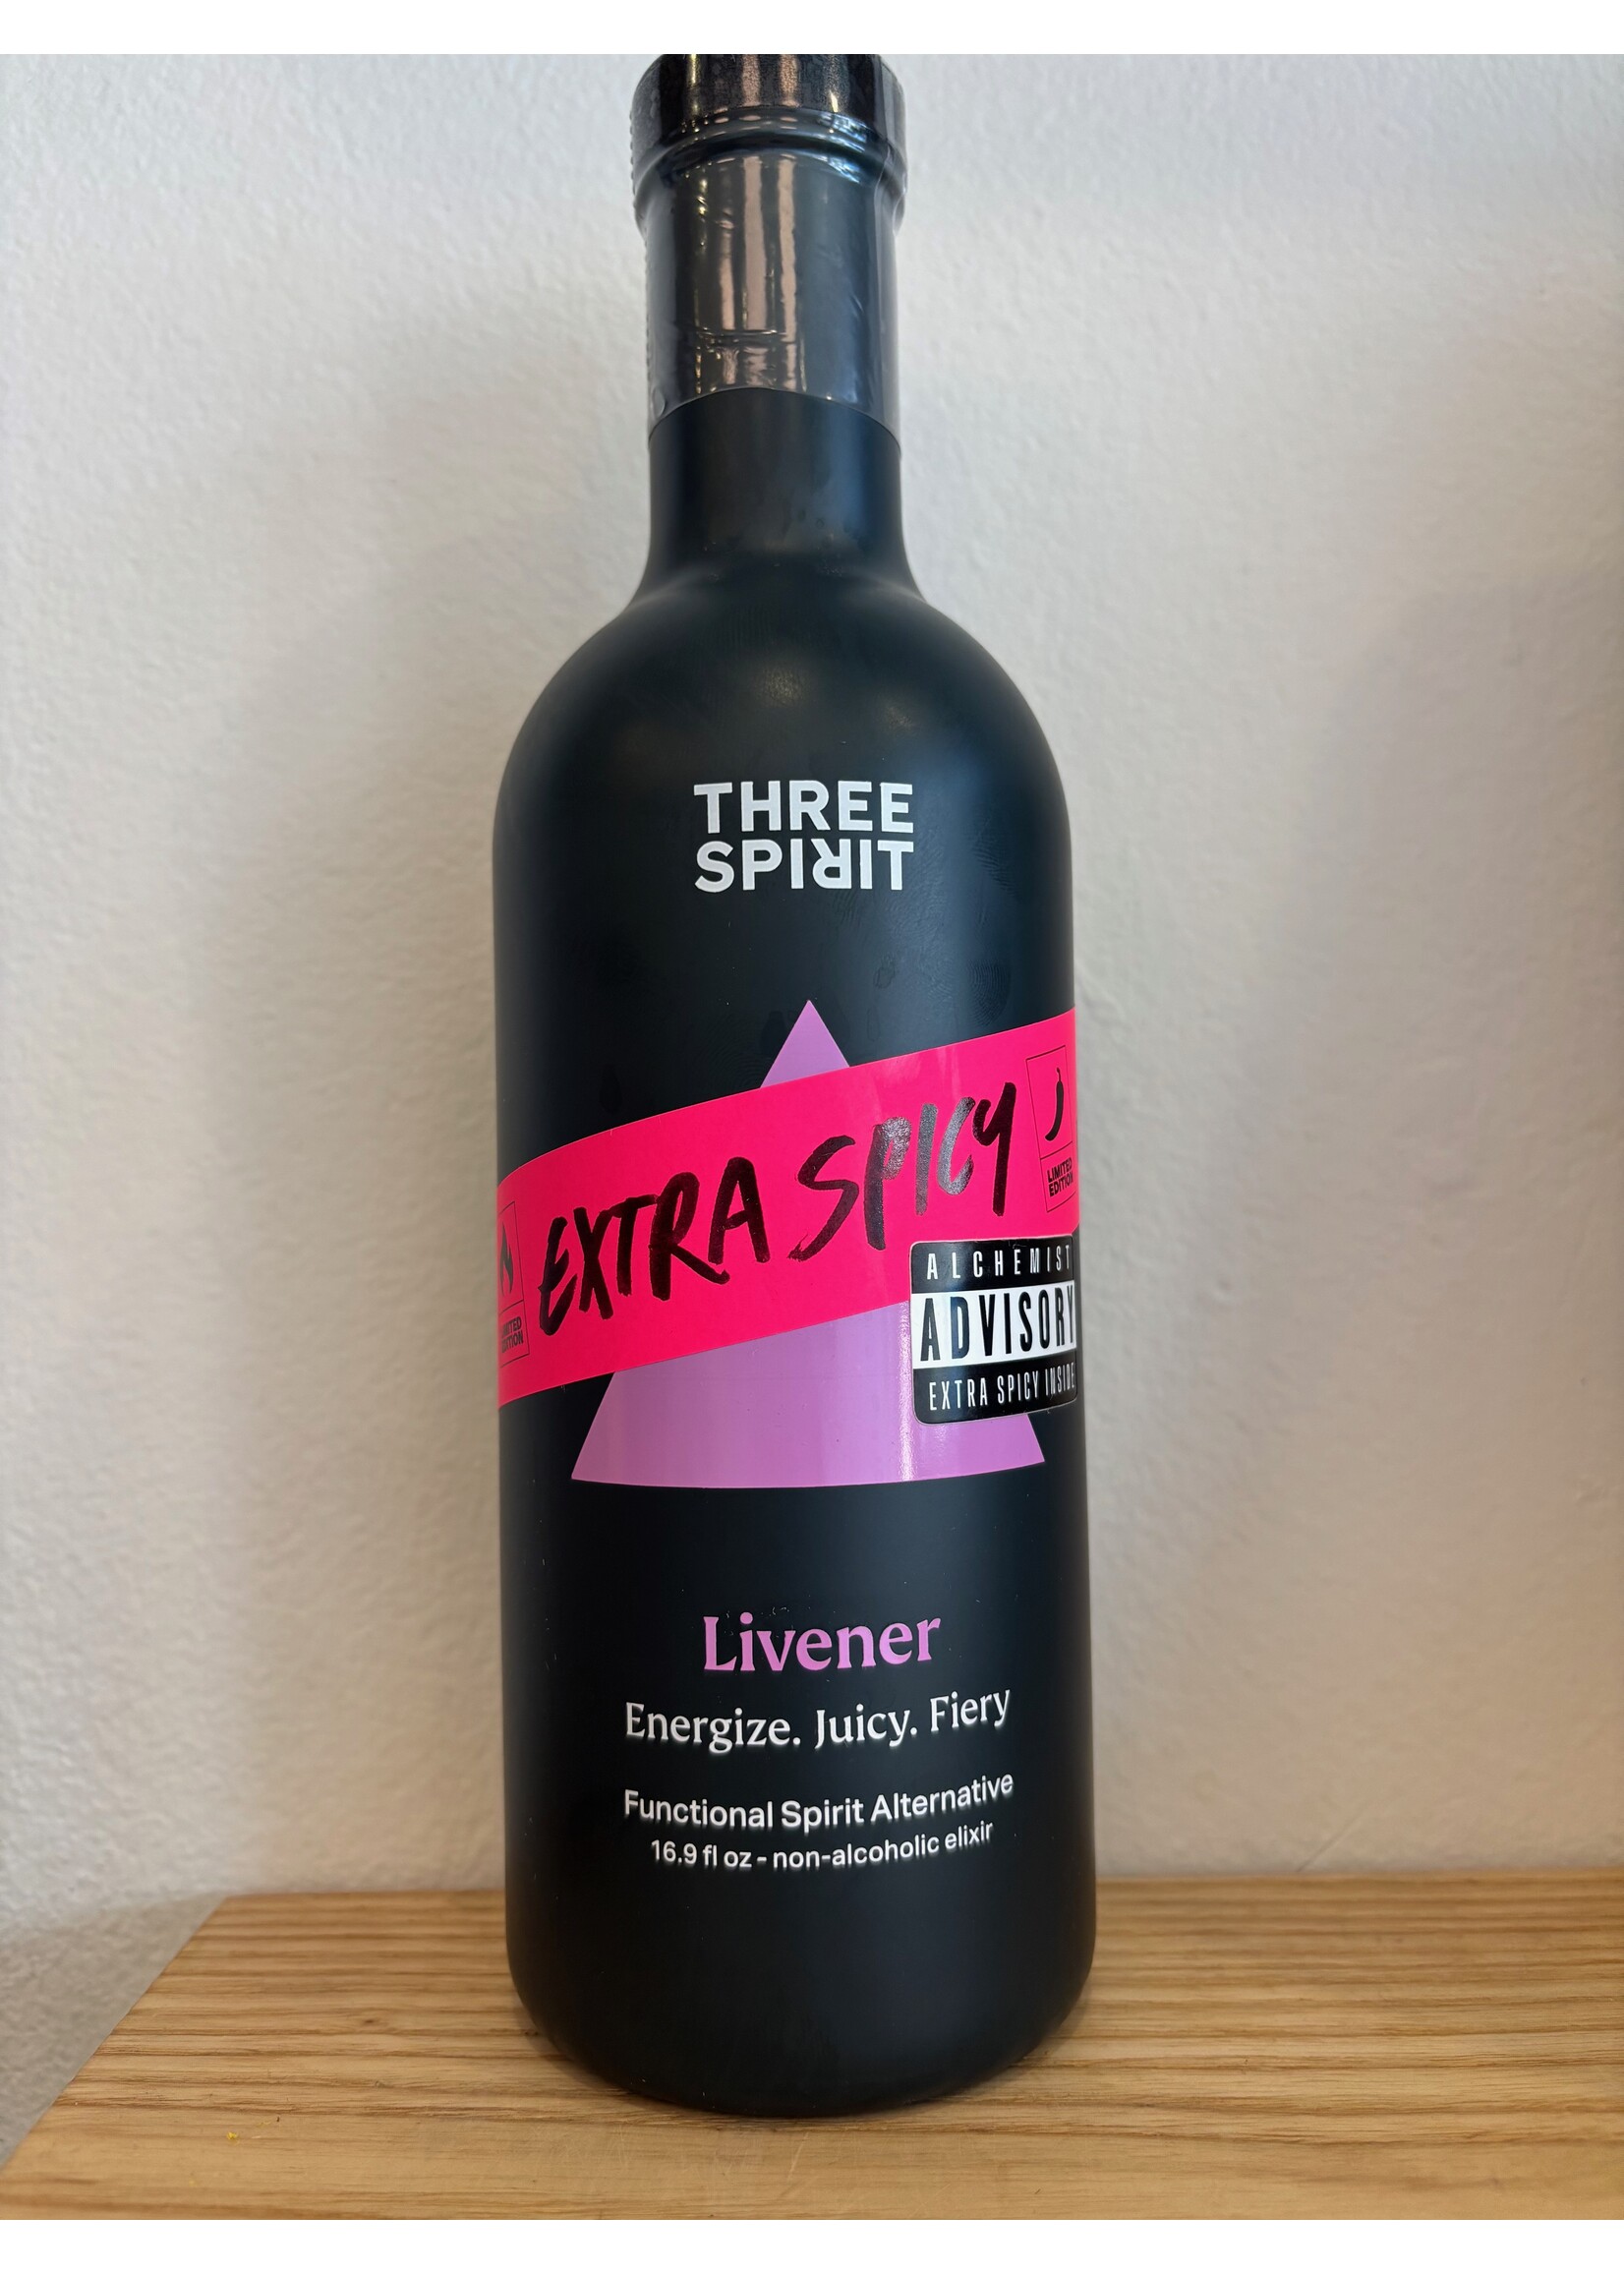 THREE
SPIRIT
EXTRA SPICY
LIMITED
EDITION
LIMITED
EDITION
ALCHEMIST
ADVISORY
EXTRA SPICY INSIDE
Livener
Energize. Juicy. Fiery
Functional Spirit Alternative
16.9 fl oz - non-alcoholic elixir